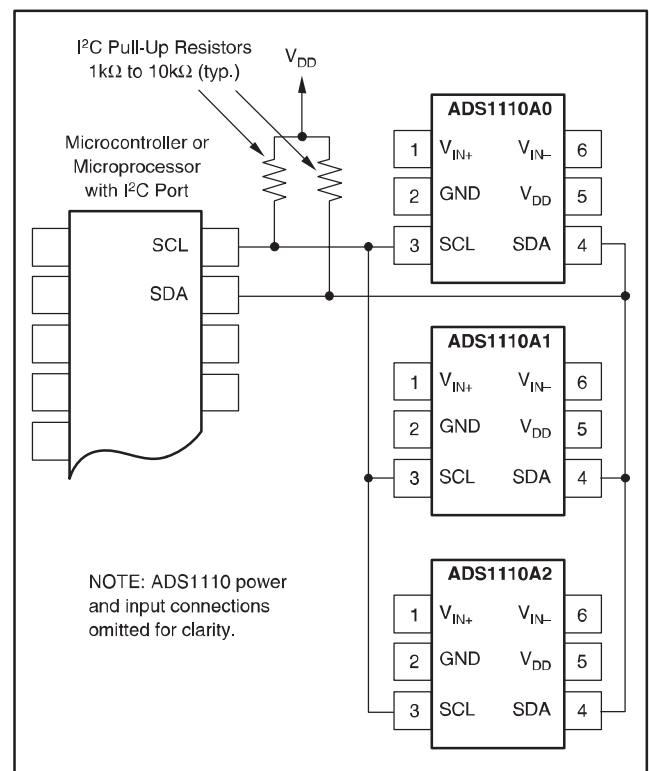 I²C Pull-Up Resistors
1kΩ to 10kΩ (typ.)
V_DD
Microcontroller or
Microprocessor
with I²C Port
SCL
SDA
ADS1110A0
1 V_IN+ V_IN– 6
2 GND V_DD 5
3 SCL SDA 4
ADS1110A1
1 V_IN+ V_IN– 6
2 GND V_DD 5
3 SCL SDA 4
ADS1110A2
1 V_IN+ V_IN– 6
2 GND V_DD 5
3 SCL SDA 4
NOTE: ADS1110 power
and input connections
omitted for clarity.